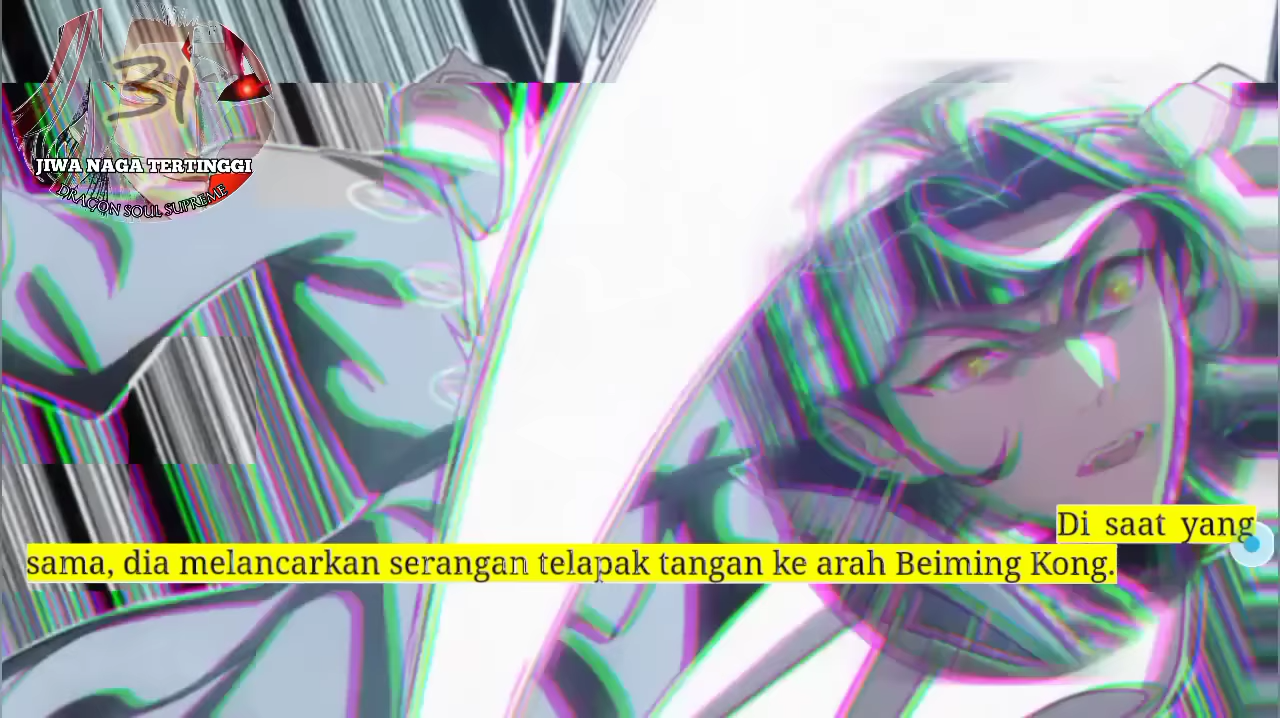 31
JIWA NAGA TERTINGGI
DRAGON SOUL SUPREME
Di saat yang
sama, dia melancarkan serangan telapak tangan ke arah Beiming Kong.